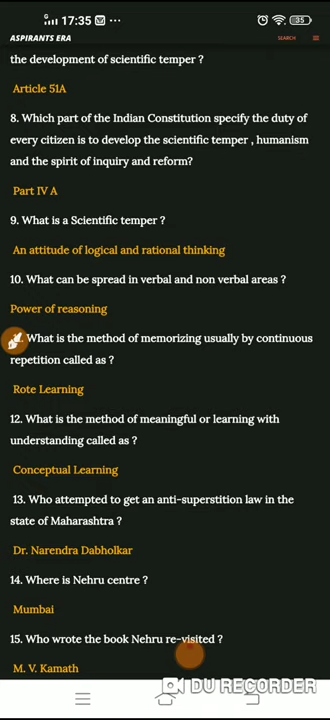 17:35
35
ASPIRANTS ERA
SEARCH
the development of scientific temper ?
Article 51A
8. Which part of the Indian Constitution specify the duty of
every citizen is to develop the scientific temper , humanism
and the spirit of inquiry and reform?
Part IV A
9. What is a Scientific temper ?
An attitude of logical and rational thinking
10. What can be spread in verbal and non verbal areas ?
Power of reasoning
What is the method of memorizing usually by continuous
repetition called as ?
Rote Learning
12. What is the method of meaningful or learning with
understanding called as ?
Conceptual Learning
13. Who attempted to get an anti-superstition law in the
state of Maharashtra ?
Dr. Narendra Dabholkar
14. Where is Nehru centre ?
Mumbai
15. Who wrote the book Nehru re-visited ?
M. V. Kamath
DU RECORDER